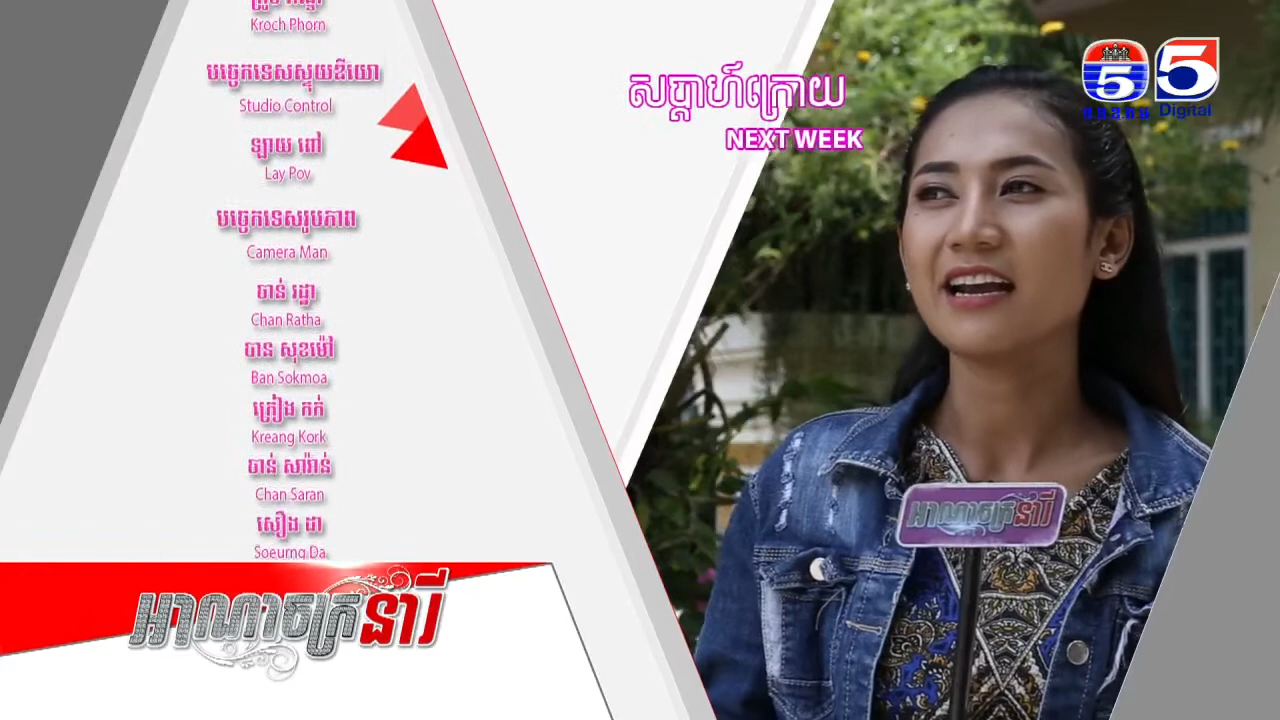 Kroch Phorn
បច្ចេកទេសស្ទុយឌីយោ
Studio Control
ឡាយ ពៅ
Lay Pov
បច្ចេកទេសរូបភាព
Camera Man
ចាន់ រដ្ឋា
Chan Ratha
បាន សុខម៉ៅ
Ban Sokmoa
គ្រៀង កក់
Kreang Kork
ចាន់ សារ៉ាន់
Chan Saran
សឿង ដា
Soeurng Da
អាណាចក្រនារី
សប្តាហ៍ក្រោយ
NEXT WEEK
5
5
Digital
អាណាចក្រនារី